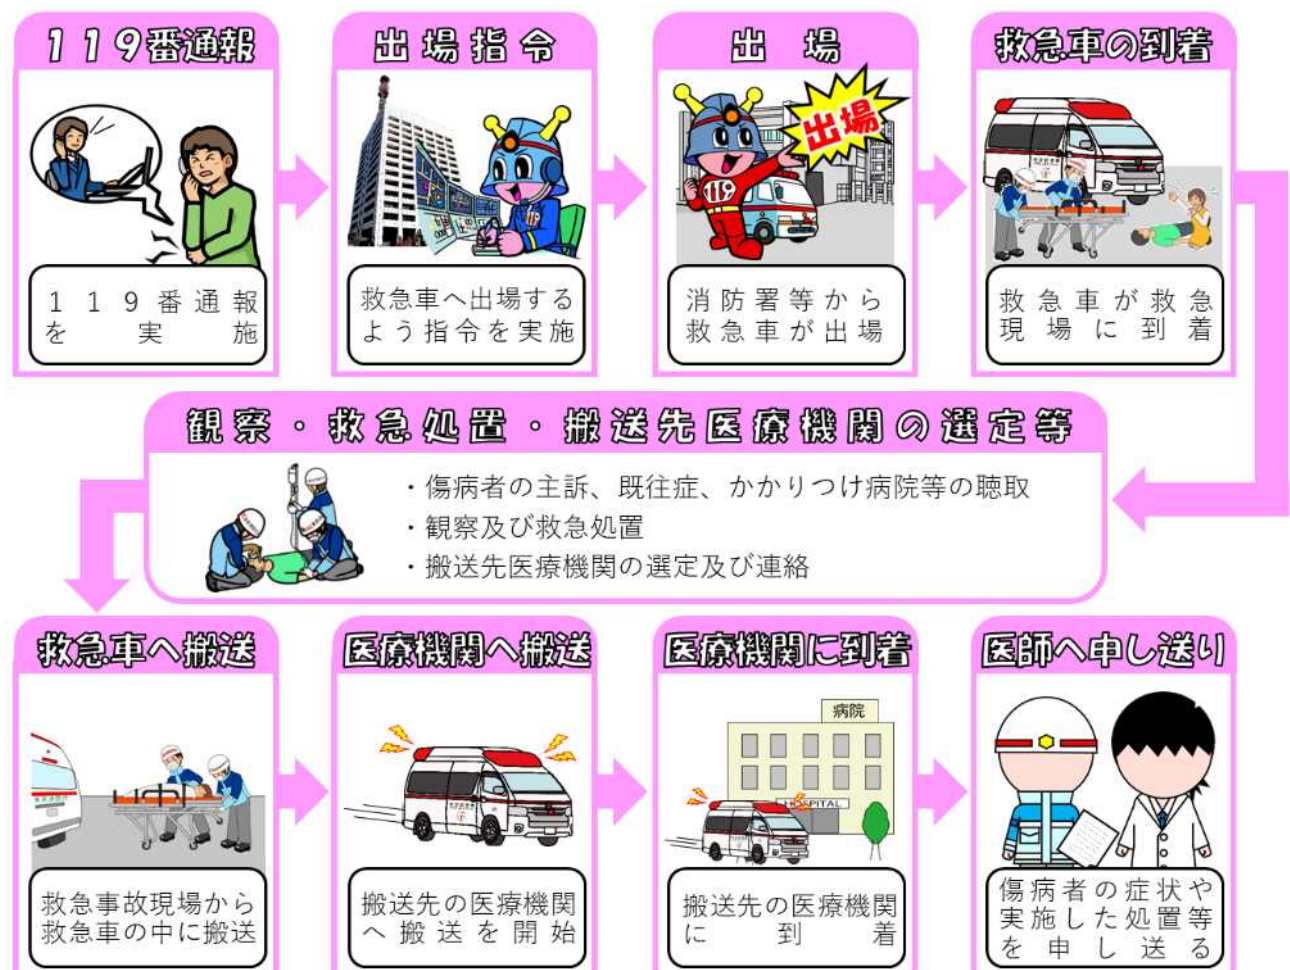 119番通報
119番通報
を実施
出場指令
119
救急車へ出場する
よう指令を実施
出場
出場
119
消防署等から
救急車が出場
救急車の到着
救急車が救急
現場に到着
観察・救急処置・搬送先医療機関の選定等
・傷病者の主訴、既往症、かかりつけ病院等の聴取
・観察及び救急処置
・搬送先医療機関の選定及び連絡
救急車へ搬送
救急事故現場から
救急車の中に搬送
医療機関へ搬送
搬送先の医療機関
へ搬送を開始
医療機関に到着
病院
HOSPITAL
搬送先の医療機関
に到着
医師へ申し送り
傷病者の症状や
実施した処置等
を申し送る